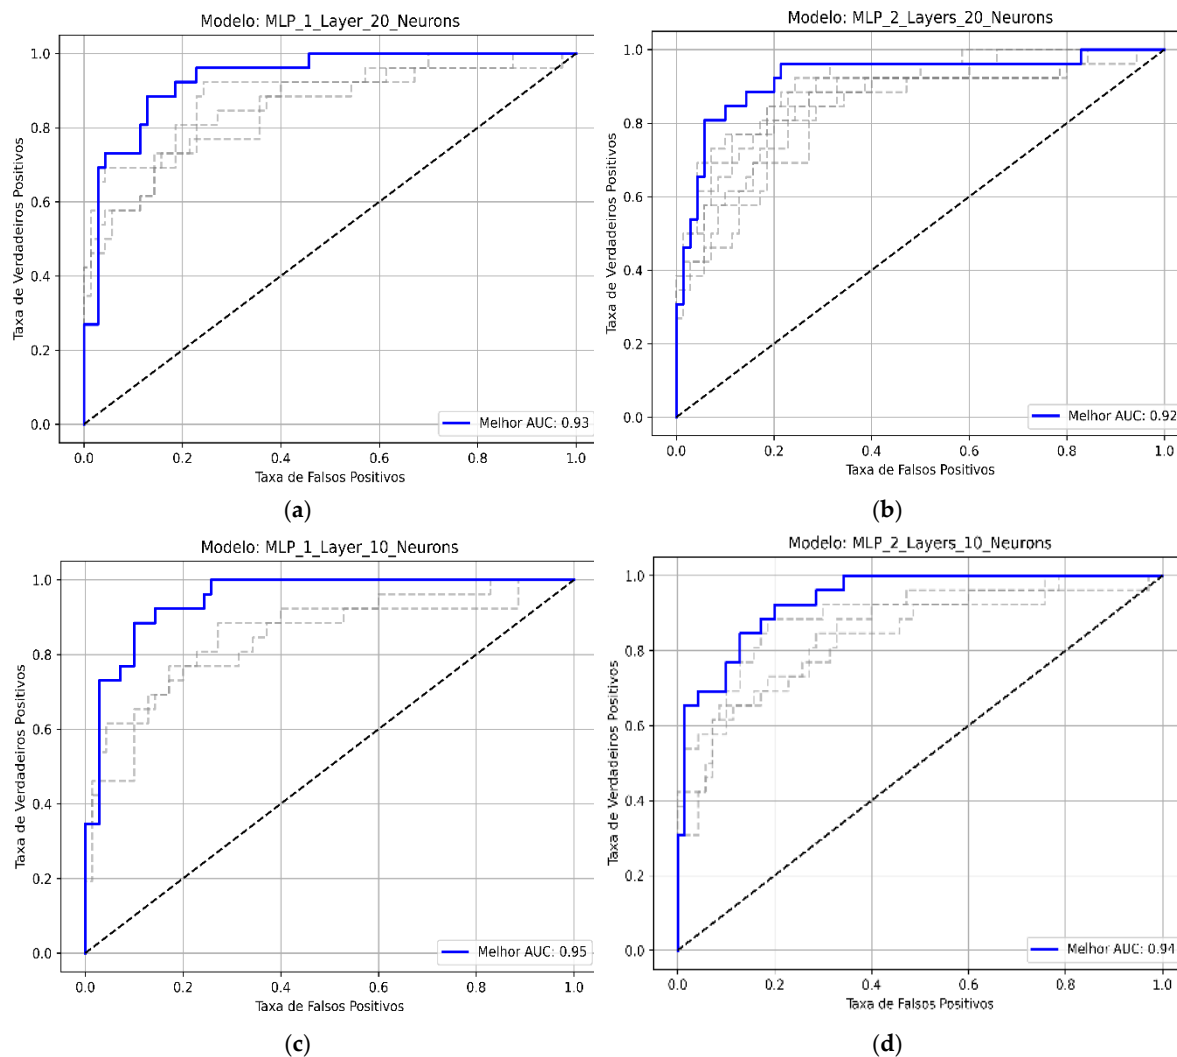 Modelo: MLP_1_Layer_20_Neurons
1.0
0.8
0.6
0.4
0.2
0.0
Taxa de Verdadeiros Positivos
Melhor AUC: 0.93
0.0 0.2 0.4 0.6 0.8 1.0
Taxa de Falsos Positivos
(a)
Modelo: MLP_2_Layers_20_Neurons
1.0
0.8
0.6
0.4
0.2
0.0
Taxa de Verdadeiros Positivos
Melhor AUC: 0.92
0.0 0.2 0.4 0.6 0.8 1.0
Taxa de Falsos Positivos
(b)
Modelo: MLP_1_Layer_10_Neurons
1.0
0.8
0.6
0.4
0.2
0.0
Taxa de Verdadeiros Positivos
Melhor AUC: 0.95
0.0 0.2 0.4 0.6 0.8 1.0
Taxa de Falsos Positivos
(c)
Modelo: MLP_2_Layers_10_Neurons
1.0
0.8
0.6
0.4
0.2
0.0
Taxa de Verdadeiros Positivos
Melhor AUC: 0.94
0.0 0.2 0.4 0.6 0.8 1.0
Taxa de Falsos Positivos
(d)